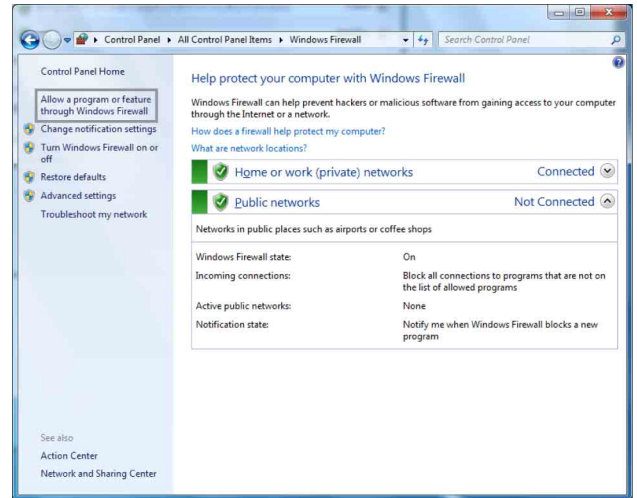 Control Panel ▸ All Control Panel Items ▸ Windows Firewall
Search Control Panel
Control Panel Home
Allow a program or feature
through Windows Firewall
Change notification settings
Turn Windows Firewall on or
off
Restore defaults
Advanced settings
Troubleshoot my network
See also
Action Center
Network and Sharing Center
Help protect your computer with Windows Firewall
Windows Firewall can help prevent hackers or malicious software from gaining access to your computer
through the Internet or a network.
How does a firewall help protect my computer?
What are network locations?
Home or work (private) networks Connected
Public networks Not Connected
Networks in public places such as airports or coffee shops
Windows Firewall state: On
Incoming connections: Block all connections to programs that are not on
the list of allowed programs
Active public networks: None
Notification state: Notify me when Windows Firewall blocks a new
program